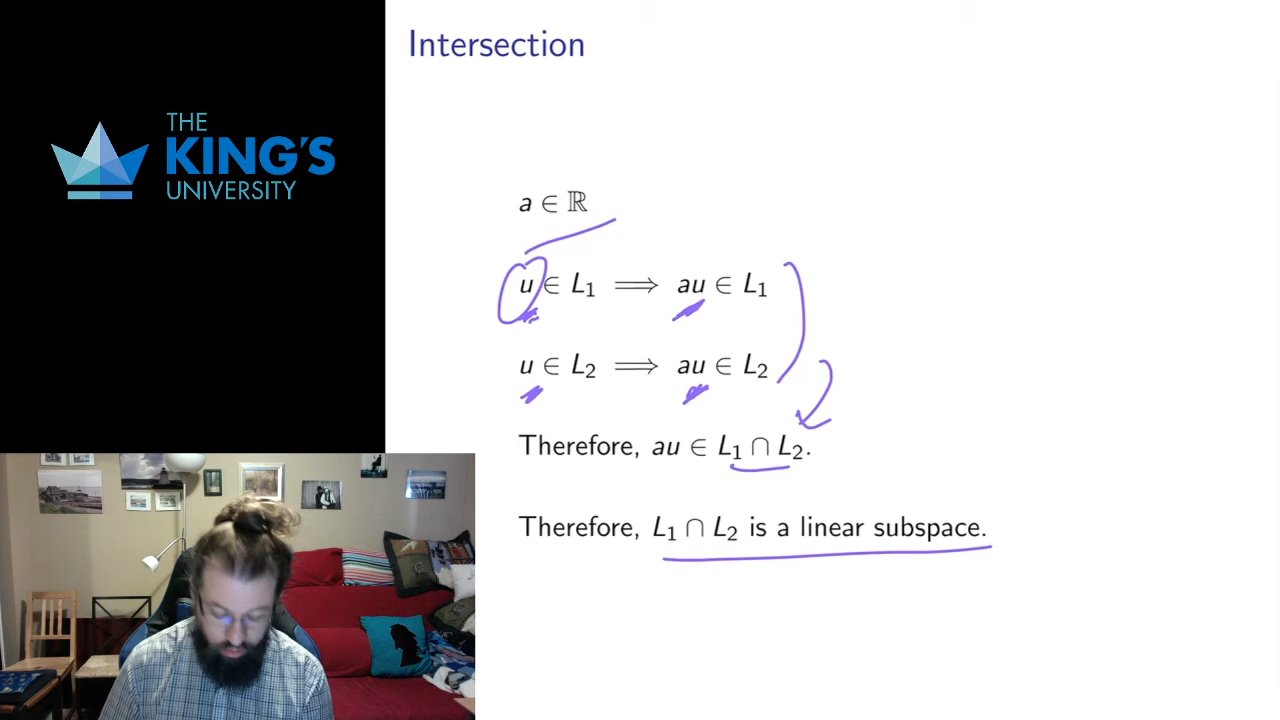 THE
KING'S
UNIVERSITY
Intersection
a ∈ ℝ
u ∈ L₁ ⟹ au ∈ L₁
u ∈ L₂ ⟹ au ∈ L₂
Therefore, au ∈ L₁ ∩ L₂.
Therefore, L₁ ∩ L₂ is a linear subspace.